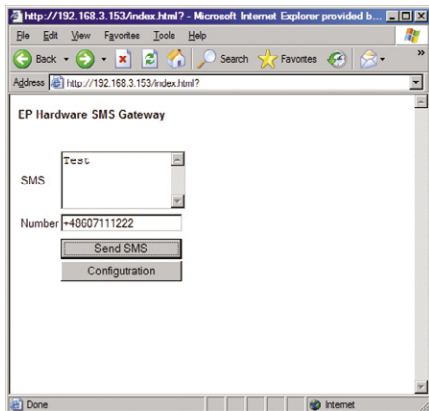 http://192.168.3.153/index.html? - Microsoft Internet Explorer provided b...
File Edit View Favorites Tools Help
Back Search Favorites »
Address http://192.168.3.153/index.html?
EP Hardware SMS Gateway
SMS Test
Number +48607111222
Send SMS
Configutration
Done Internet